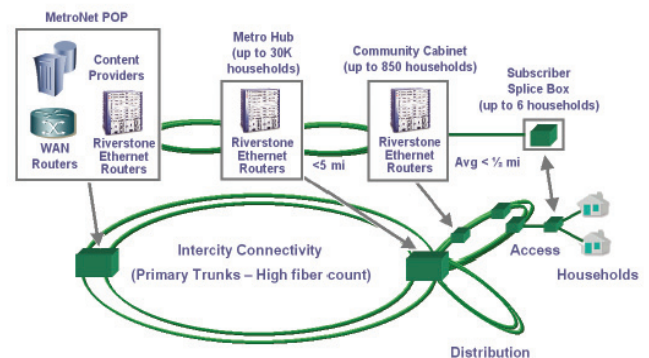 MetroNet POP
Content
Providers
WAN
Routers
Riverstone
Ethernet
Routers
Metro Hub
(up to 30K
households)
Riverstone
Ethernet
Routers
<5 mi
Community Cabinet
(up to 850 households)
Riverstone
Ethernet
Routers
Avg < ½ mi
Subscriber
Splice Box
(up to 6 households)
Intercity Connectivity
(Primary Trunks – High fiber count)
Access
Households
Distribution